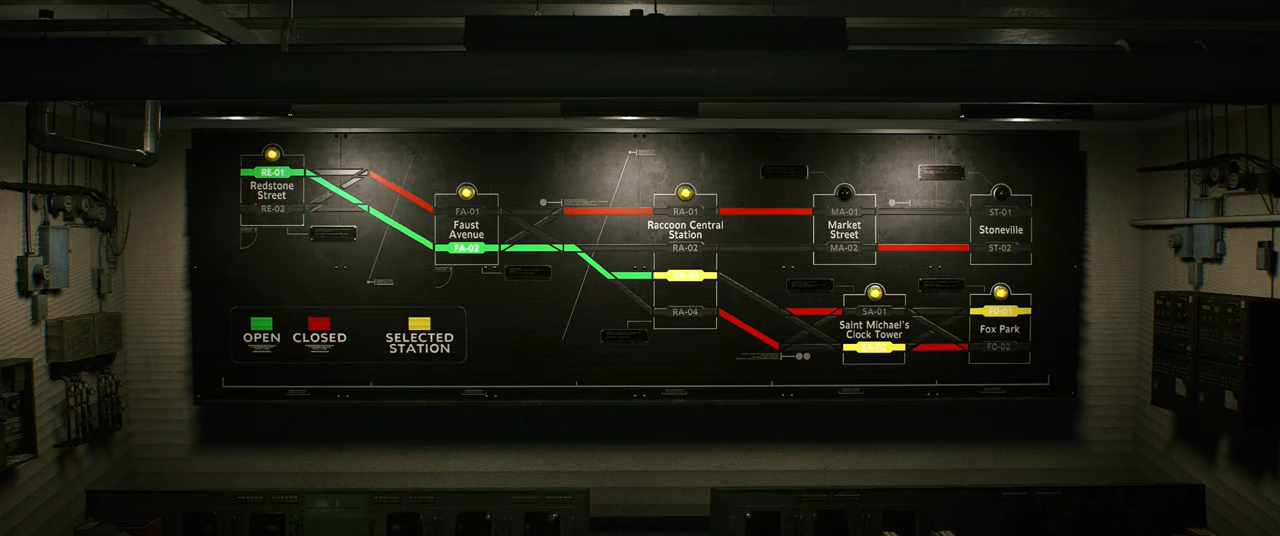 RE-01
Redstone
Street
RE-02
FA-01
Faust
Avenue
FA-02
RA-01
Raccoon Central
Station
RA-02
RA-04
MA-01
Market
Street
MA-02
ST-01
Stoneville
ST-02
SA-01
Saint Michael's
Clock Tower
SA-02
FO-01
Fox Park
FO-02
OPEN
CLOSED
SELECTED
STATION